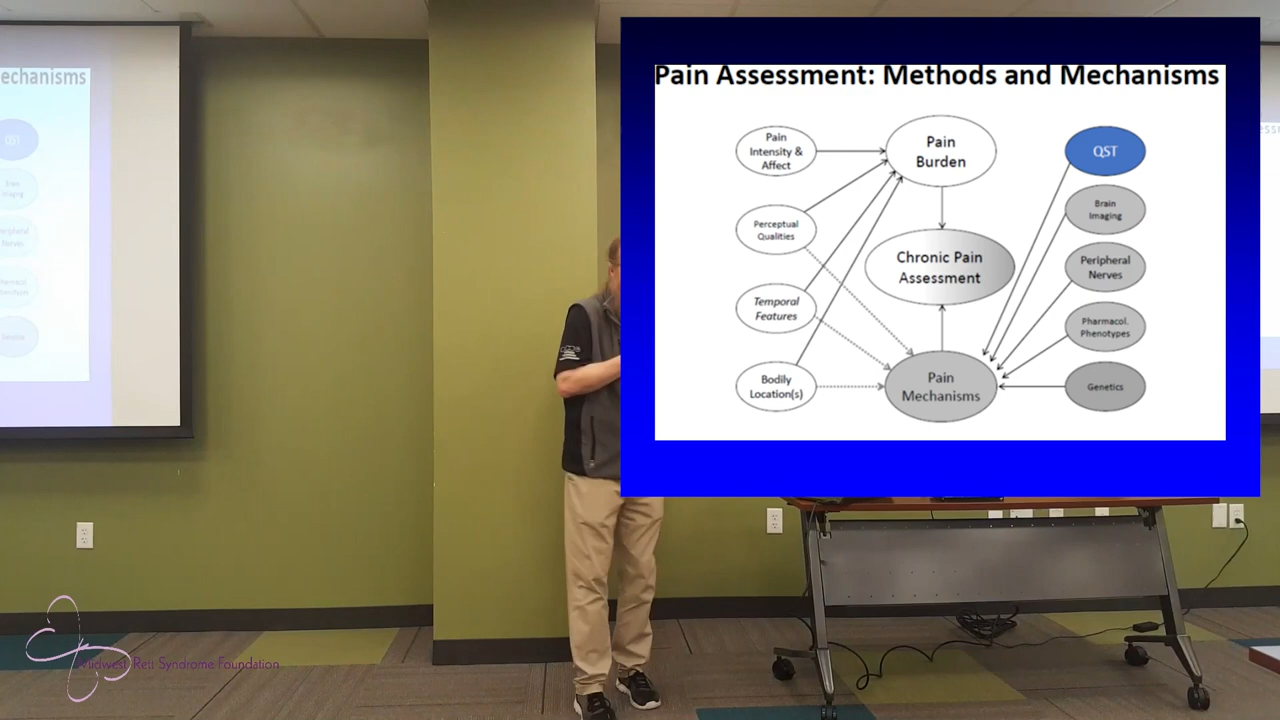 echanisms
QST
Pain Assessment: Methods and Mechanisms
Pain
Intensity &
Affect
Pain
Burden
QST
Brain
Imaging
Perceptual
Qualities
Chronic Pain
Assessment
Peripheral
Nerves
Temporal
Features
Pharmacol.
Phenotypes
Bodily
Location(s)
Pain
Mechanisms
Genetics
Midwest Rett Syndrome Foundation